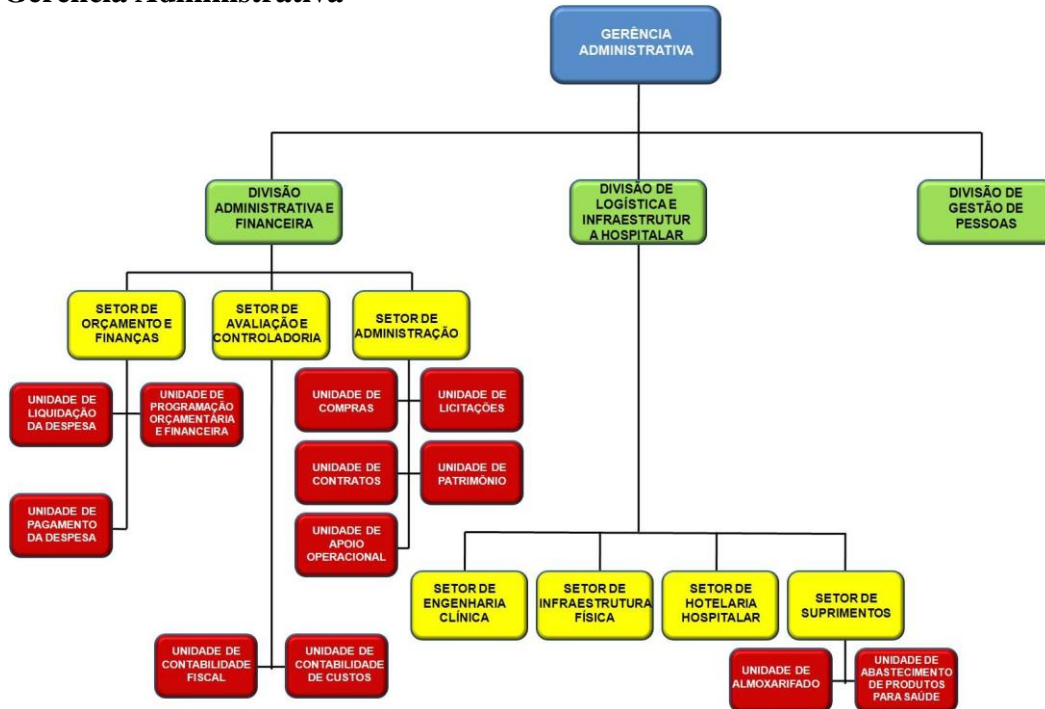 Gerência Administrativa
GERÊNCIA
ADMINISTRATIVA
DIVISÃO
ADMINISTRATIVA E
FINANCEIRA
DIVISÃO DE
LOGÍSTICA E
INFRAESTRUTUR
A HOSPITALAR
DIVISÃO DE
GESTÃO DE
PESSOAS
SETOR DE
ORÇAMENTO E
FINANÇAS
SETOR DE
AVALIAÇÃO E
CONTROLADORIA
SETOR DE
ADMINISTRAÇÃO
UNIDADE DE
LIQUIDAÇÃO
DA DESPESA
UNIDADE DE
PROGRAMAÇÃO
ORÇAMENTÁRIA
E FINANCEIRA
UNIDADE DE
COMPRAS
UNIDADE DE
LICITAÇÕES
UNIDADE DE
CONTRATOS
UNIDADE DE
PATRIMÔNIO
UNIDADE DE
PAGAMENTO
DA DESPESA
UNIDADE DE
APOIO
OPERACIONAL
SETOR DE
ENGENHARIA
CLÍNICA
SETOR DE
INFRAESTRUTURA
FÍSICA
SETOR DE
HOTELARIA
HOSPITALAR
SETOR DE
SUPRIMENTOS
UNIDADE DE
CONTABILIDADE
FISCAL
UNIDADE DE
CONTABILIDADE
DE CUSTOS
UNIDADE DE
ALMOXARIFADO
UNIDADE DE
ABASTECIMENTO
DE PRODUTOS
PARA SAÚDE